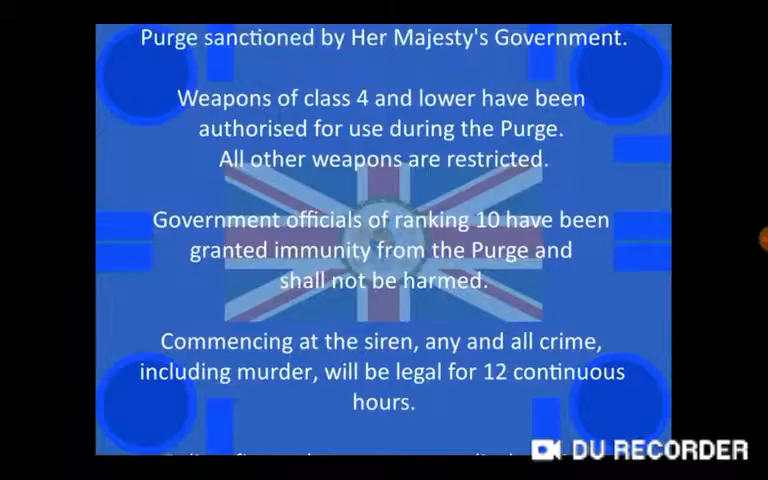 Purge sanctioned by Her Majesty's Government.
Weapons of class 4 and lower have been
authorised for use during the Purge.
All other weapons are restricted.
Government officials of ranking 10 have been
granted immunity from the Purge and
shall not be harmed.
Commencing at the siren, any and all crime,
including murder, will be legal for 12 continuous
hours.
DU RECORDER